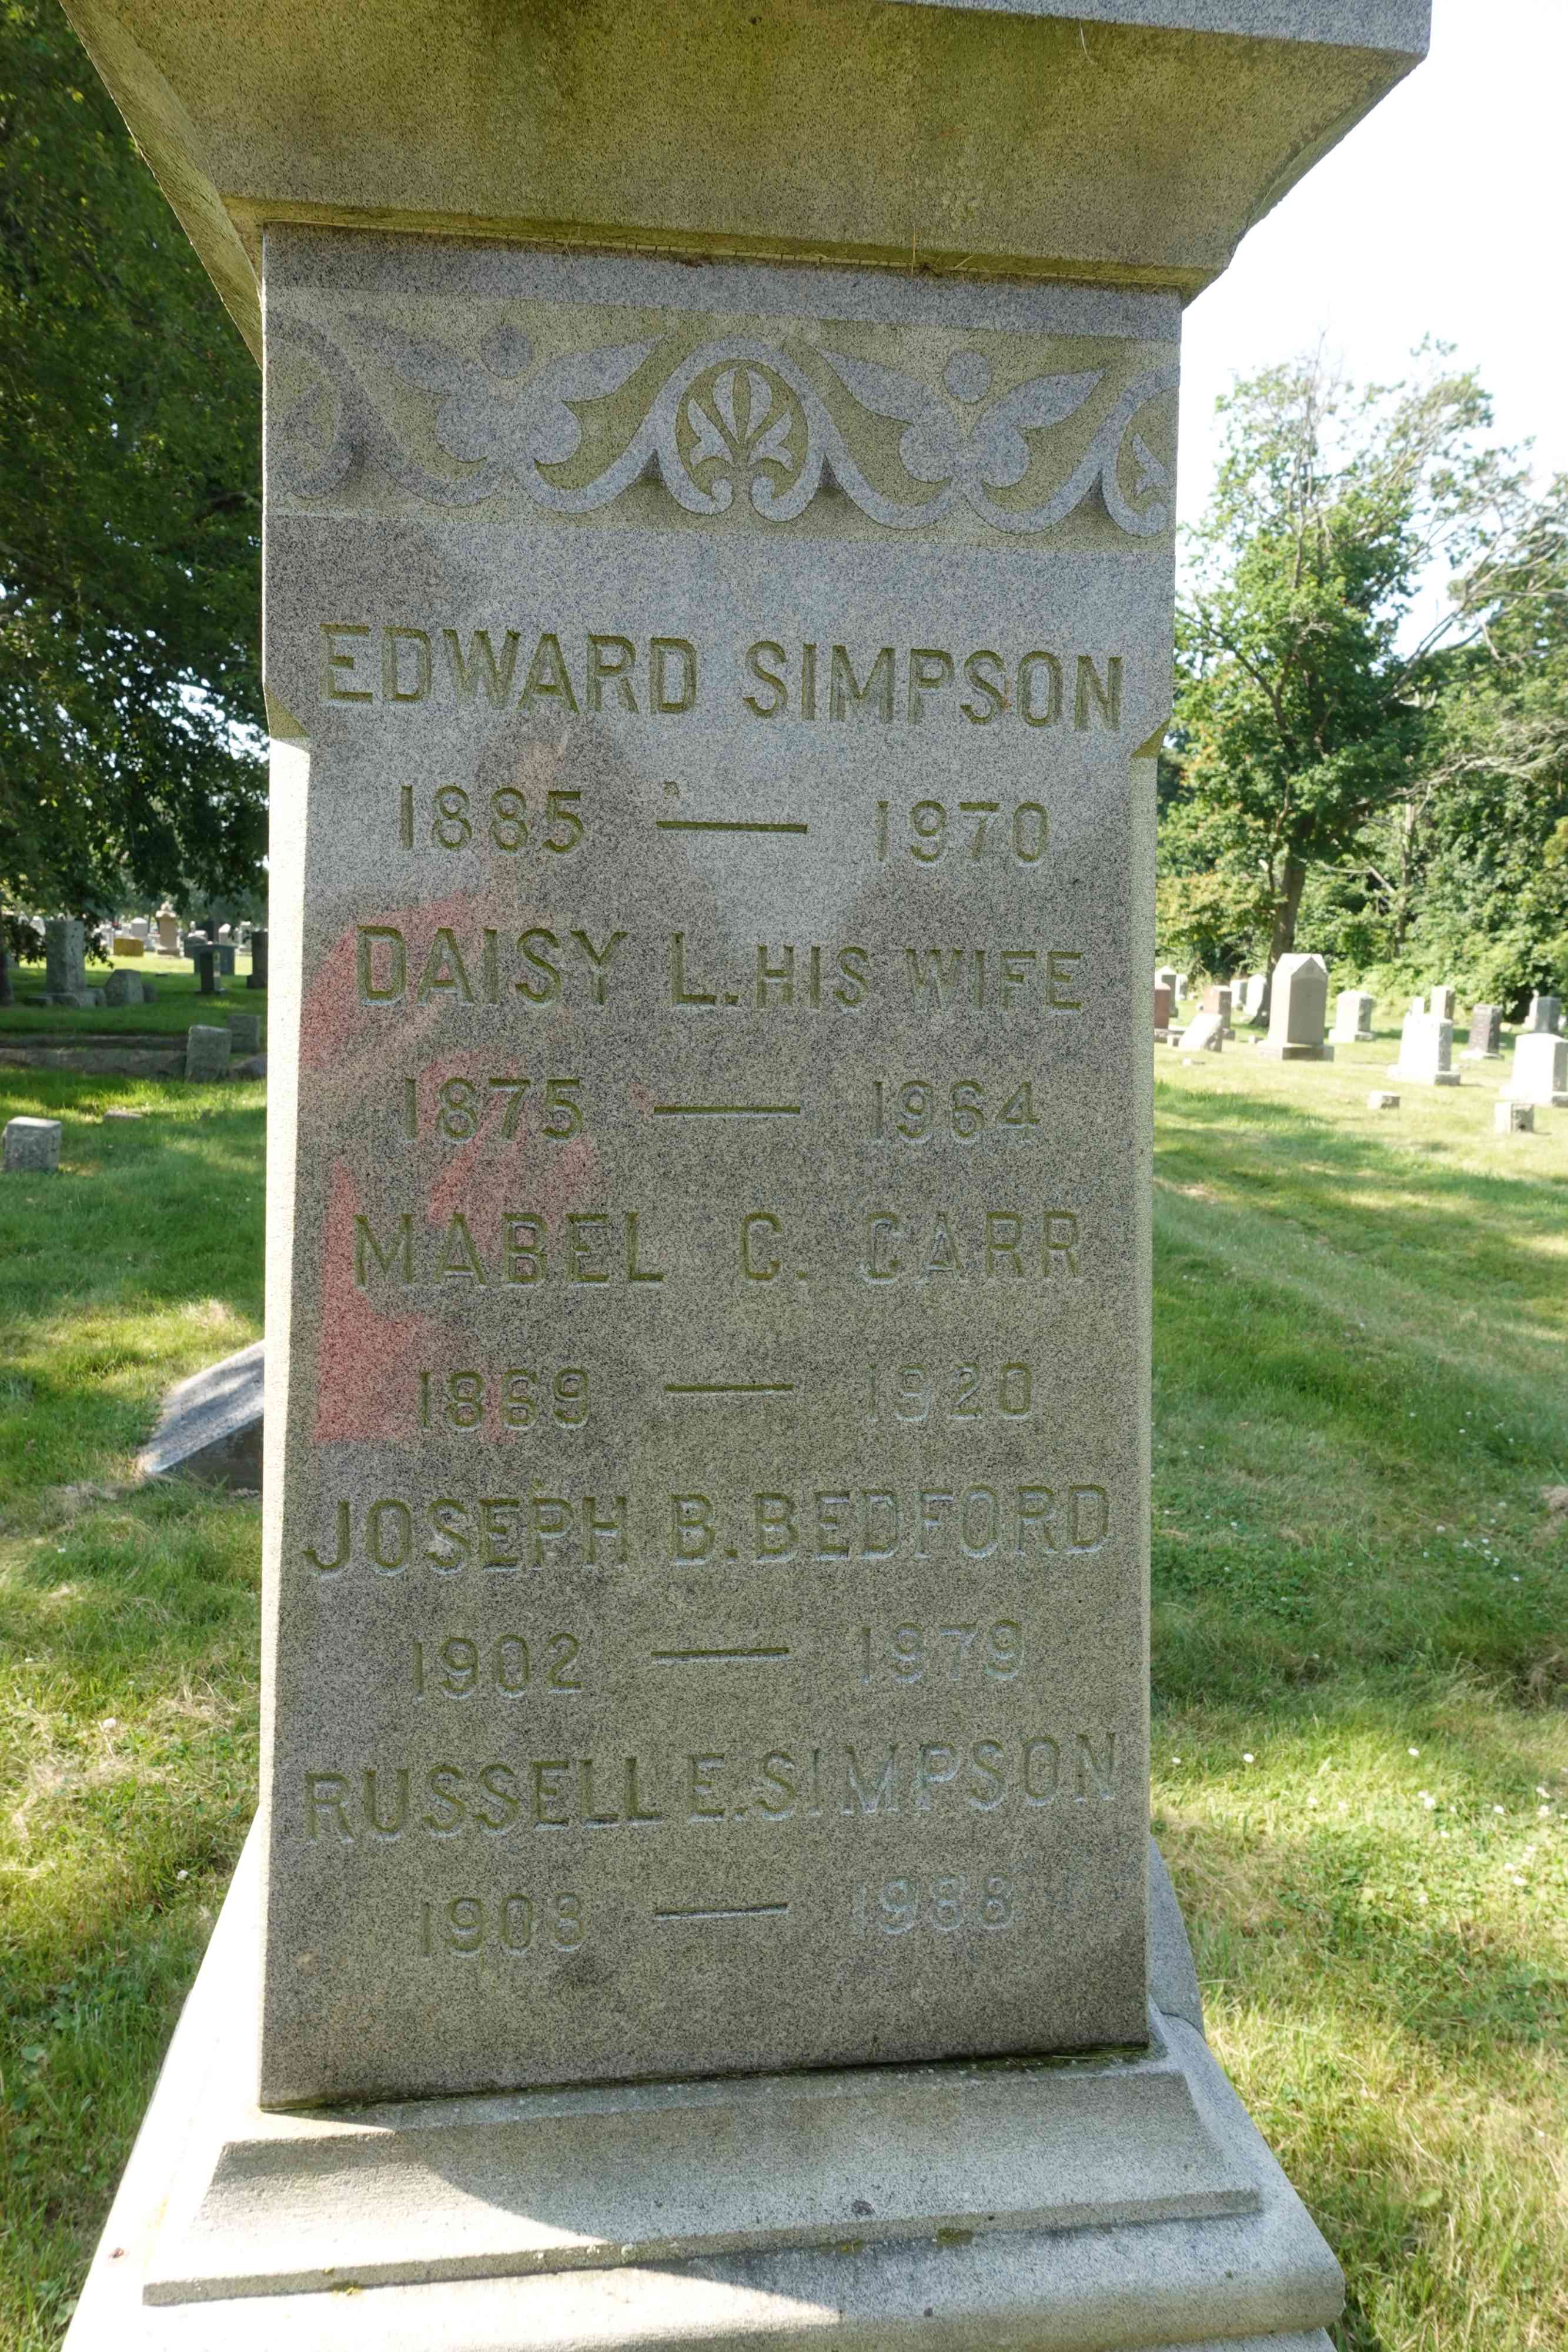 EDWARD SIMPSON
1885 — 1970
DAISY L. HIS WIFE
1875 — 1964
MABEL C. CARR
1869 — 1920
JOSEPH B. BEDFORD
1902 — 1979
RUSSELL E. SIMPSON
1903 — 1988